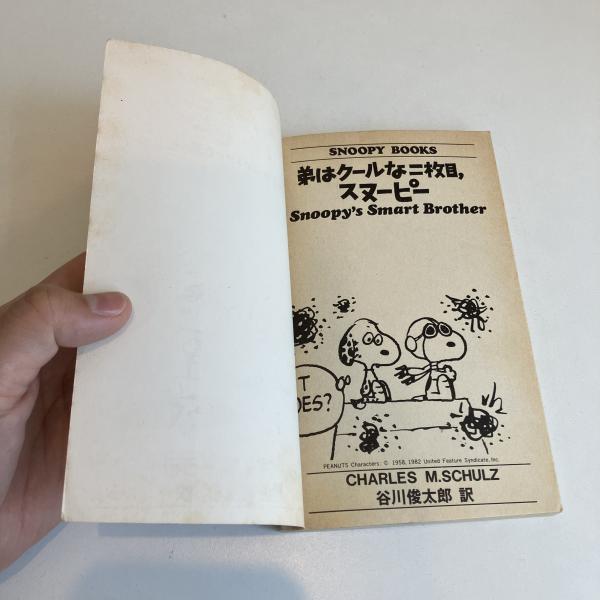 SNOOPY BOOKS
弟はクールな二枚目,
スヌーピー
Snoopy's Smart Brother
T
OES?
PEANUTS Characters: © 1958, 1982 United Feature Syndicate, Inc.
CHARLES M.SCHULZ
谷川俊太郎 訳